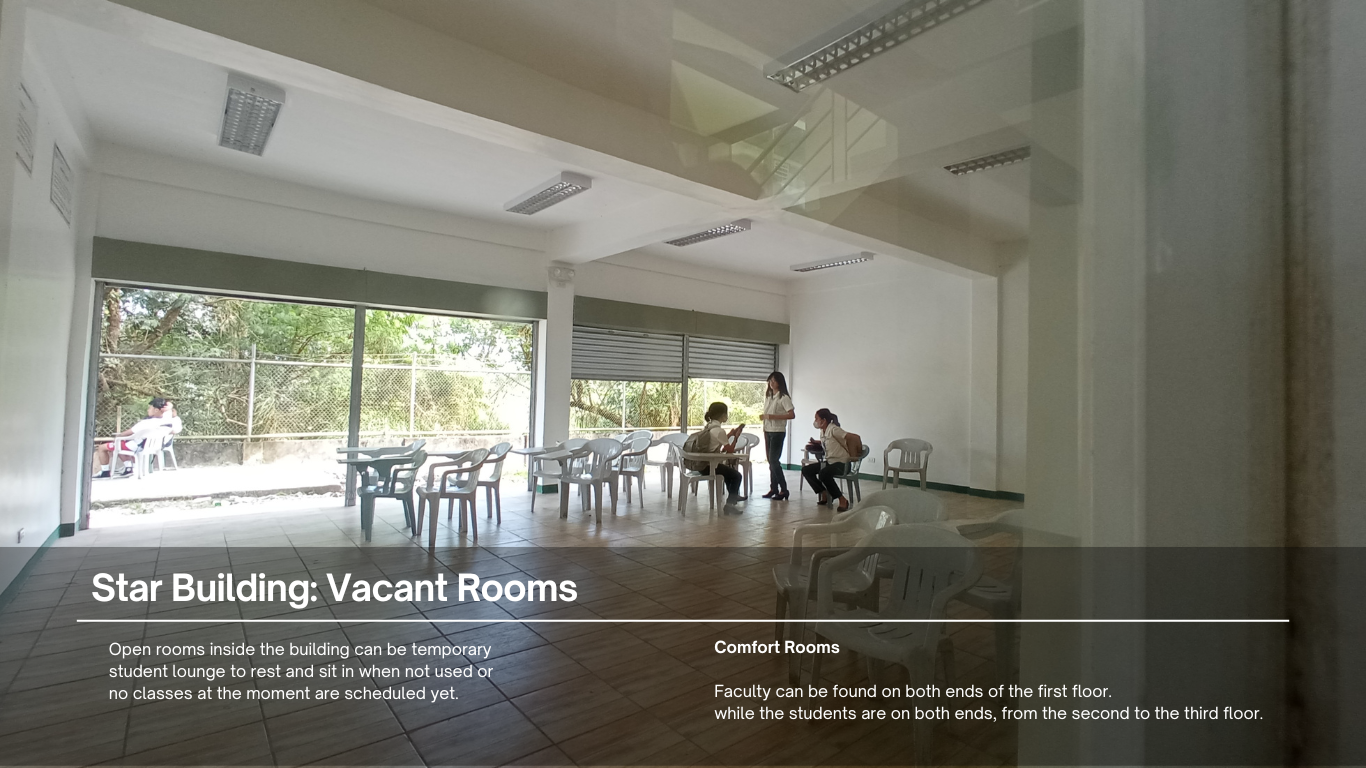 Star Building: Vacant Rooms
Open rooms inside the building can be temporary
student lounge to rest and sit in when not used or
no classes at the moment are scheduled yet.
Comfort Rooms
Faculty can be found on both ends of the first floor.
while the students are on both ends, from the second to the third floor.